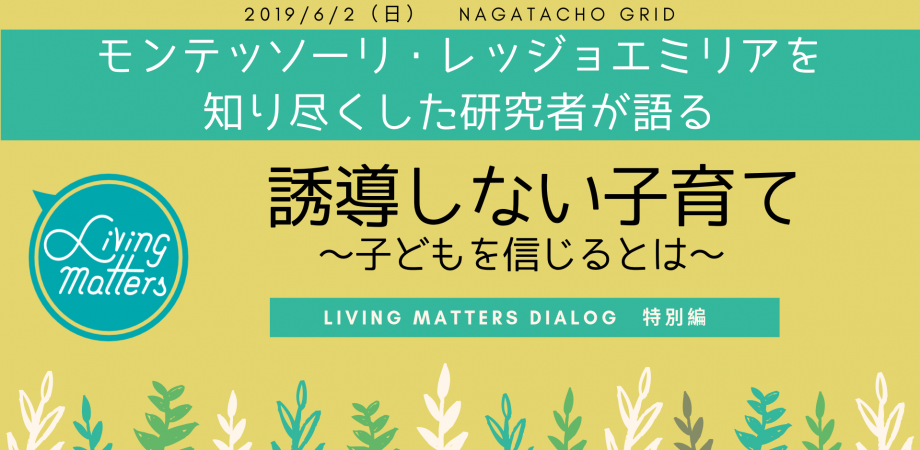 2019/6/2（日） NAGATACHO GRID
モンテッソーリ・レッジョエミリアを
知り尽くした研究者が語る
Living
Matters
誘導しない子育て
～子どもを信じるとは～
LIVING MATTERS DIALOG 特別編